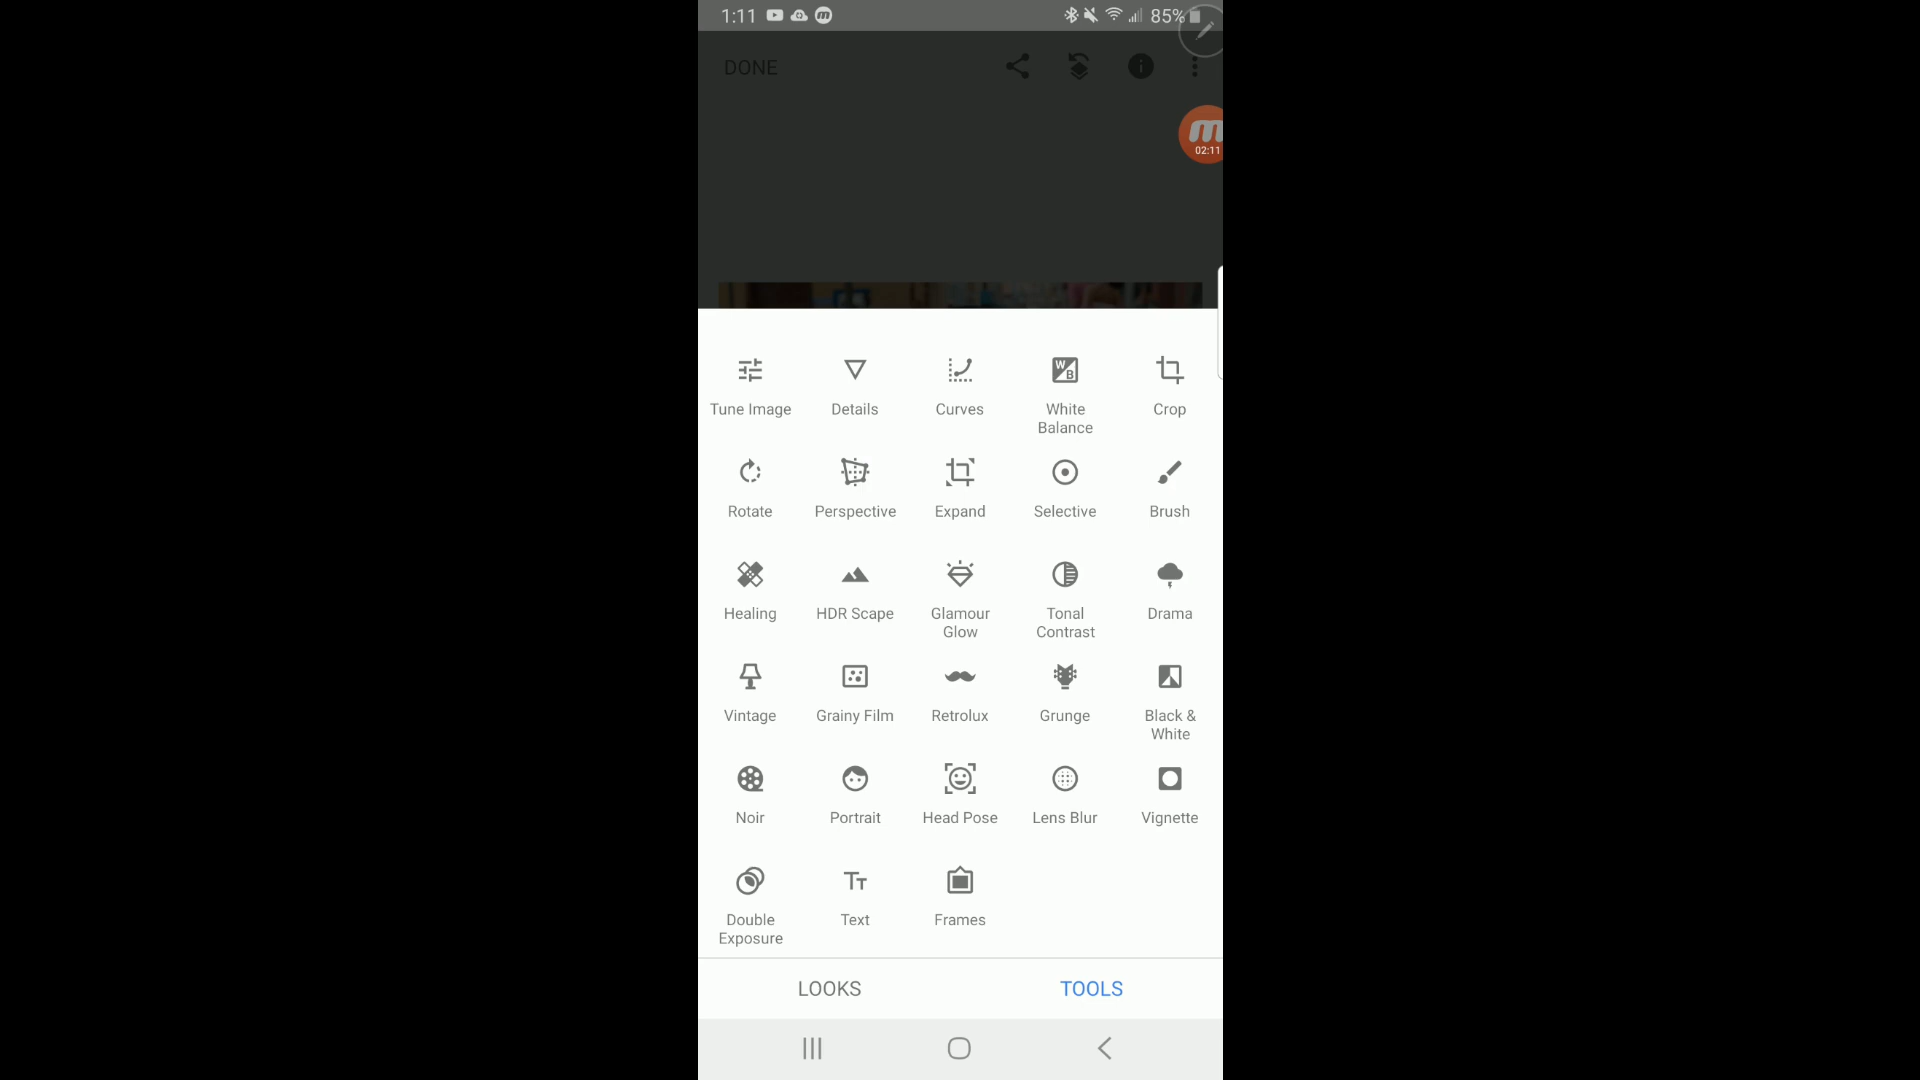 1:11
85%
DONE
02:11
Tune Image
Details
Curves
White
Balance
W
B
Crop
Rotate
Perspective
Expand
Selective
Brush
Healing
HDR Scape
Glamour
Glow
Tonal
Contrast
Drama
Vintage
Grainy Film
Retrolux
Grunge
Black &
White
Noir
Portrait
Head Pose
Lens Blur
Vignette
Double
Exposure
Text
Frames
LOOKS
TOOLS